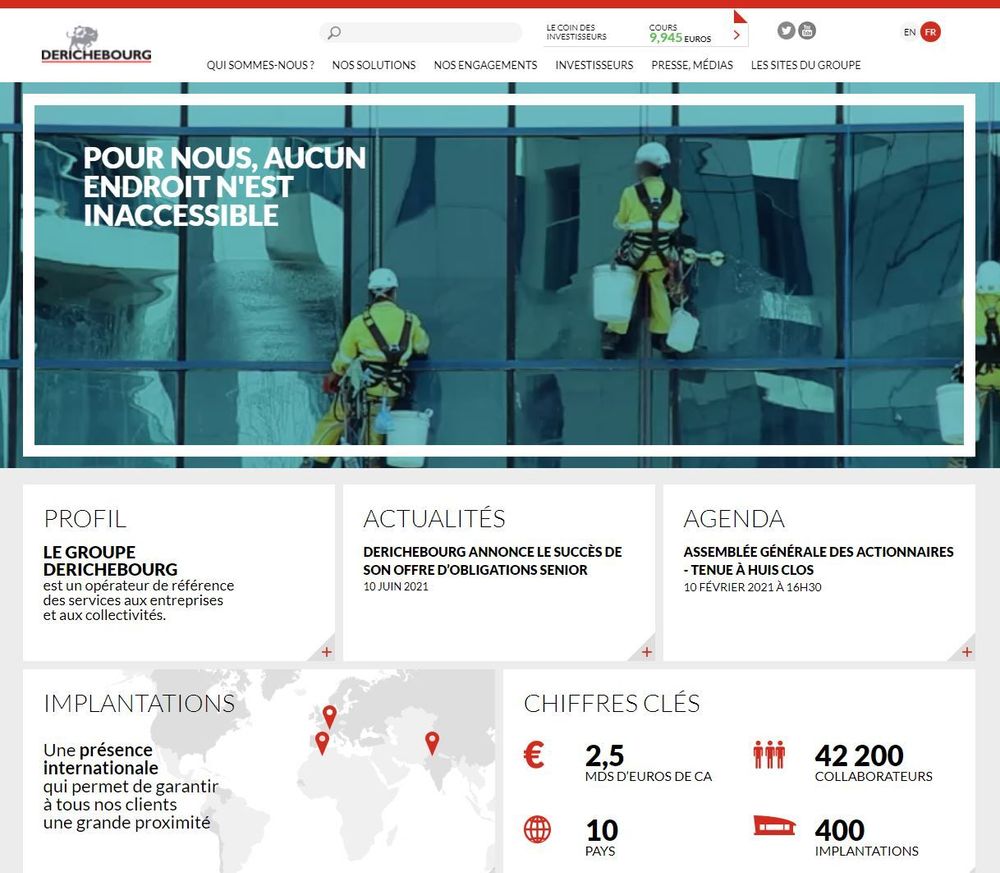 DERICHEBOURG
LE COIN DES
INVESTISSEURS
COURS
9,945 EUROS
EN
FR
QUI SOMMES-NOUS ?
NOS SOLUTIONS
NOS ENGAGEMENTS
INVESTISSEURS
PRESSE, MÉDIAS
LES SITES DU GROUPE
POUR NOUS, AUCUN
ENDROIT N'EST
INACCESSIBLE
PROFIL
LE GROUPE
DERICHEBOURG
est un opérateur de référence
des services aux entreprises
et aux collectivités.
+
ACTUALITÉS
DERICHEBOURG ANNONCE LE SUCCÈS DE
SON OFFRE D'OBLIGATIONS SENIOR
10 JUIN 2021
+
AGENDA
ASSEMBLÉE GÉNÉRALE DES ACTIONNAIRES
- TENUE À HUIS CLOS
10 FÉVRIER 2021 À 16H30
+
IMPLANTATIONS
Une présence
internationale
qui permet de garantir
à tous nos clients
une grande proximité
CHIFFRES CLÉS
€
2,5
MDS D'EUROS DE CA
42 200
COLLABORATEURS
10
PAYS
400
IMPLANTATIONS